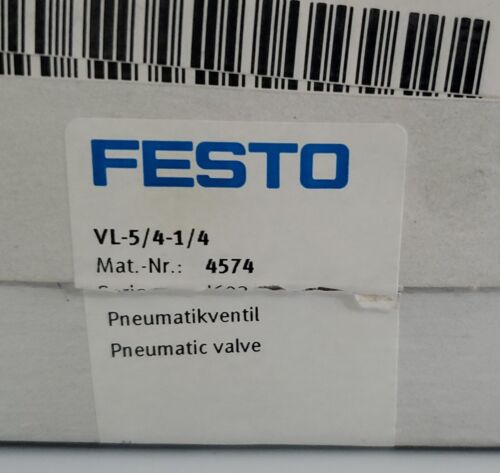 FESTO
VL-5/4-1/4
Mat.-Nr.: 4574
Pneumatikventil
Pneumatic valve